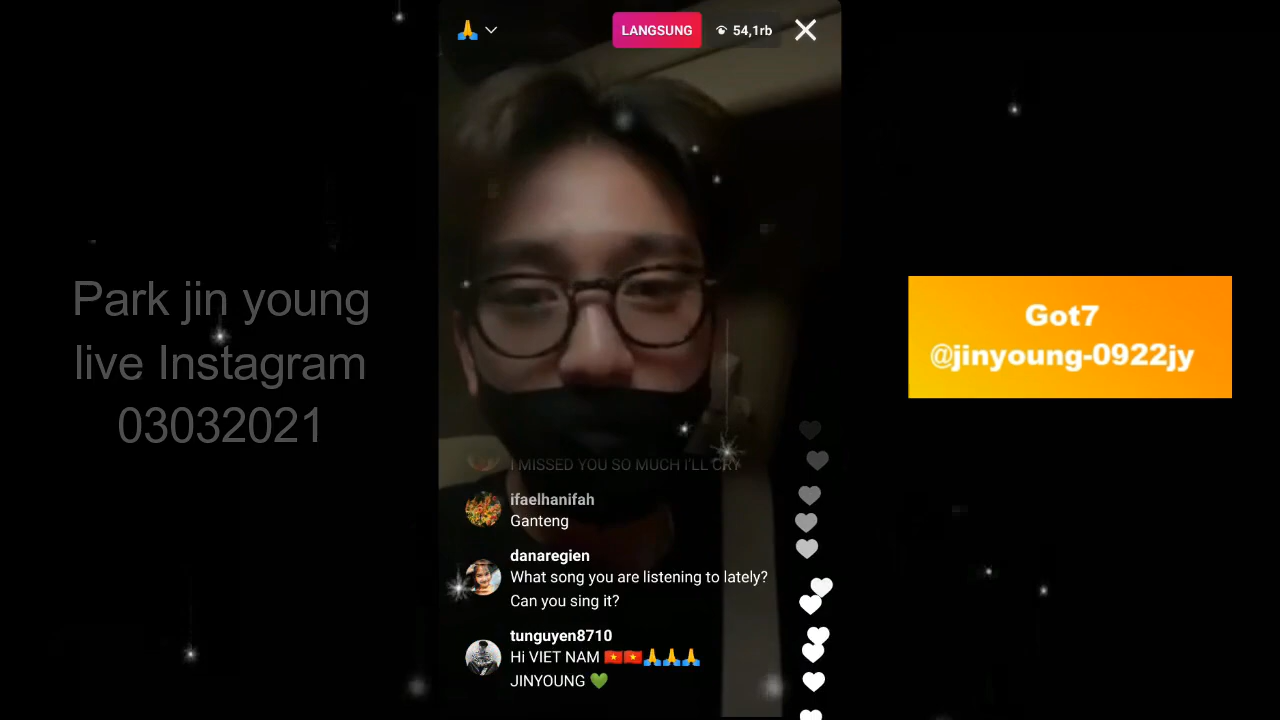 🙏
LANGSUNG
54,1rb
Park jin young
live Instagram
03032021
Got7
@jinyoung-0922jy
I MISSED YOU SO MUCH I'LL CRY
ifaelhanifah
Ganteng
danaregien
What song you are listening to lately?
Can you sing it?
tunguyen8710
Hi VIET NAM 🇻🇳🇻🇳🙏🙏🙏
JINYOUNG 💚